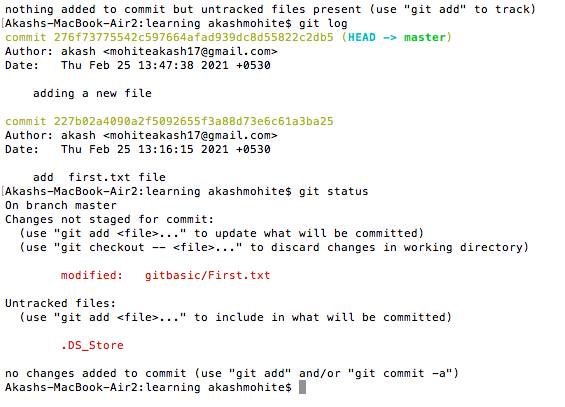 nothing added to commit but untracked files present (use "git add" to track)
[Akashs-MacBook-Air2:learning akashmohite$ git log
commit 276f73775542c597664afad939dc8d55822c2db5 (HEAD -> master)
Author: akash <mohiteakash17@gmail.com>
Date:   Thu Feb 25 13:47:38 2021 +0530
    adding a new file
commit 227b02a4090a2f5092655f3a88d73e6c61a3ba25
Author: akash <mohiteakash17@gmail.com>
Date:   Thu Feb 25 13:16:15 2021 +0530
    add  first.txt file
[Akashs-MacBook-Air2:learning akashmohite$ git status
On branch master
Changes not staged for commit:
  (use "git add <file>..." to update what will be committed)
  (use "git checkout -- <file>..." to discard changes in working directory)
        modified:   gitbasic/First.txt
Untracked files:
  (use "git add <file>..." to include in what will be committed)
        .DS_Store
no changes added to commit (use "git add" and/or "git commit -a")
Akashs-MacBook-Air2:learning akashmohite$